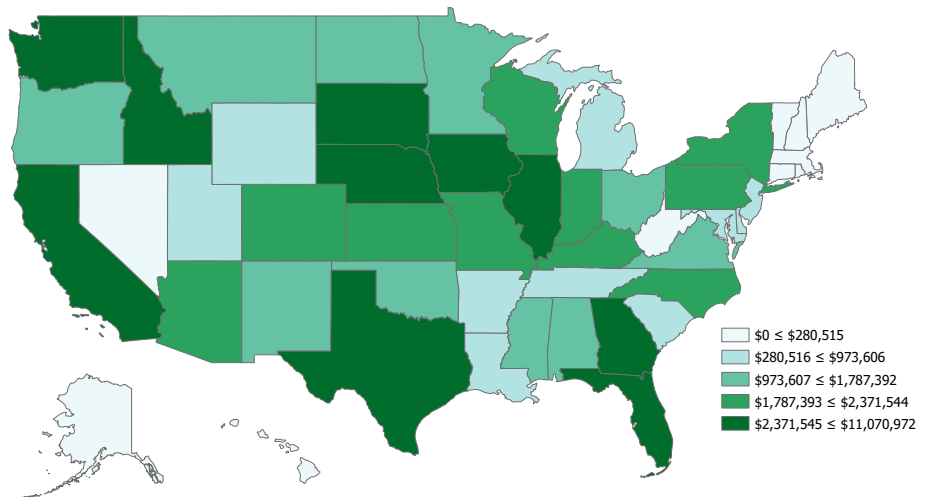 $0 ≤ $280,515
$280,516 ≤ $973,606
$973,607 ≤ $1,787,392
$1,787,393 ≤ $2,371,544
$2,371,545 ≤ $11,070,972